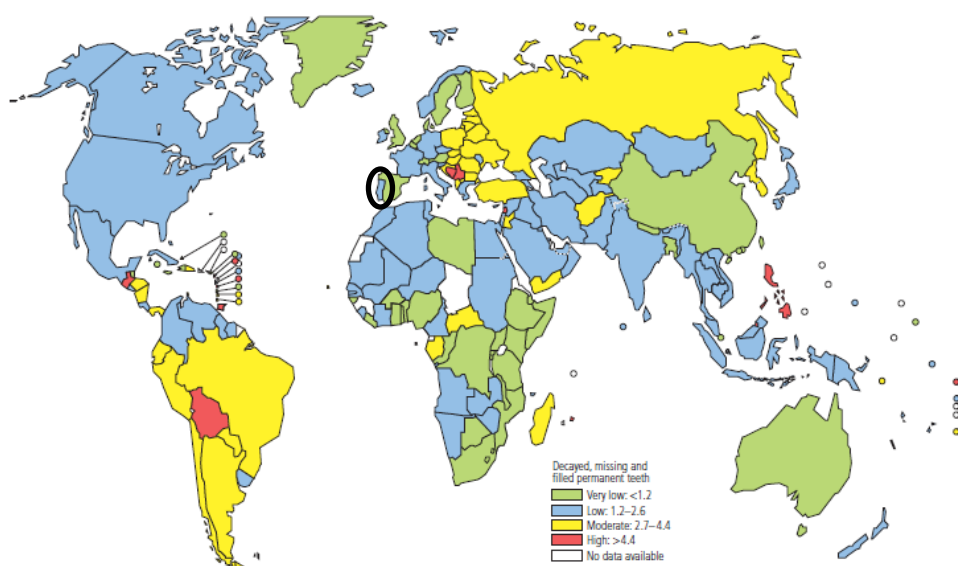 Decayed, missing and
filled permanent teeth
Very low: <1.2
Low: 1.2–2.6
Moderate: 2.7–4.4
High: >4.4
No data available